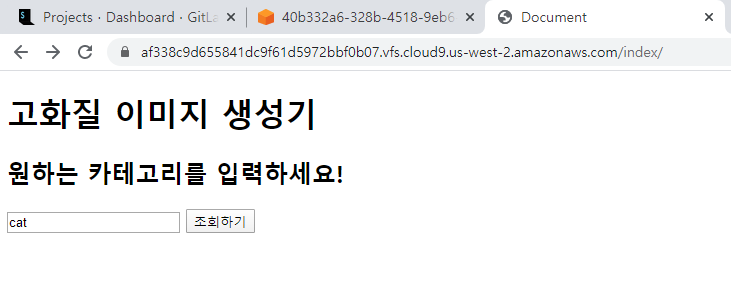 Projects · Dashboard · GitLa
40b332a6-328b-4518-9eb6
Document
af338c9d655841dc9f61d5972bbf0b07.vfs.cloud9.us-west-2.amazonaws.com/index/
고화질 이미지 생성기
원하는 카테고리를 입력하세요!
cat 조회하기